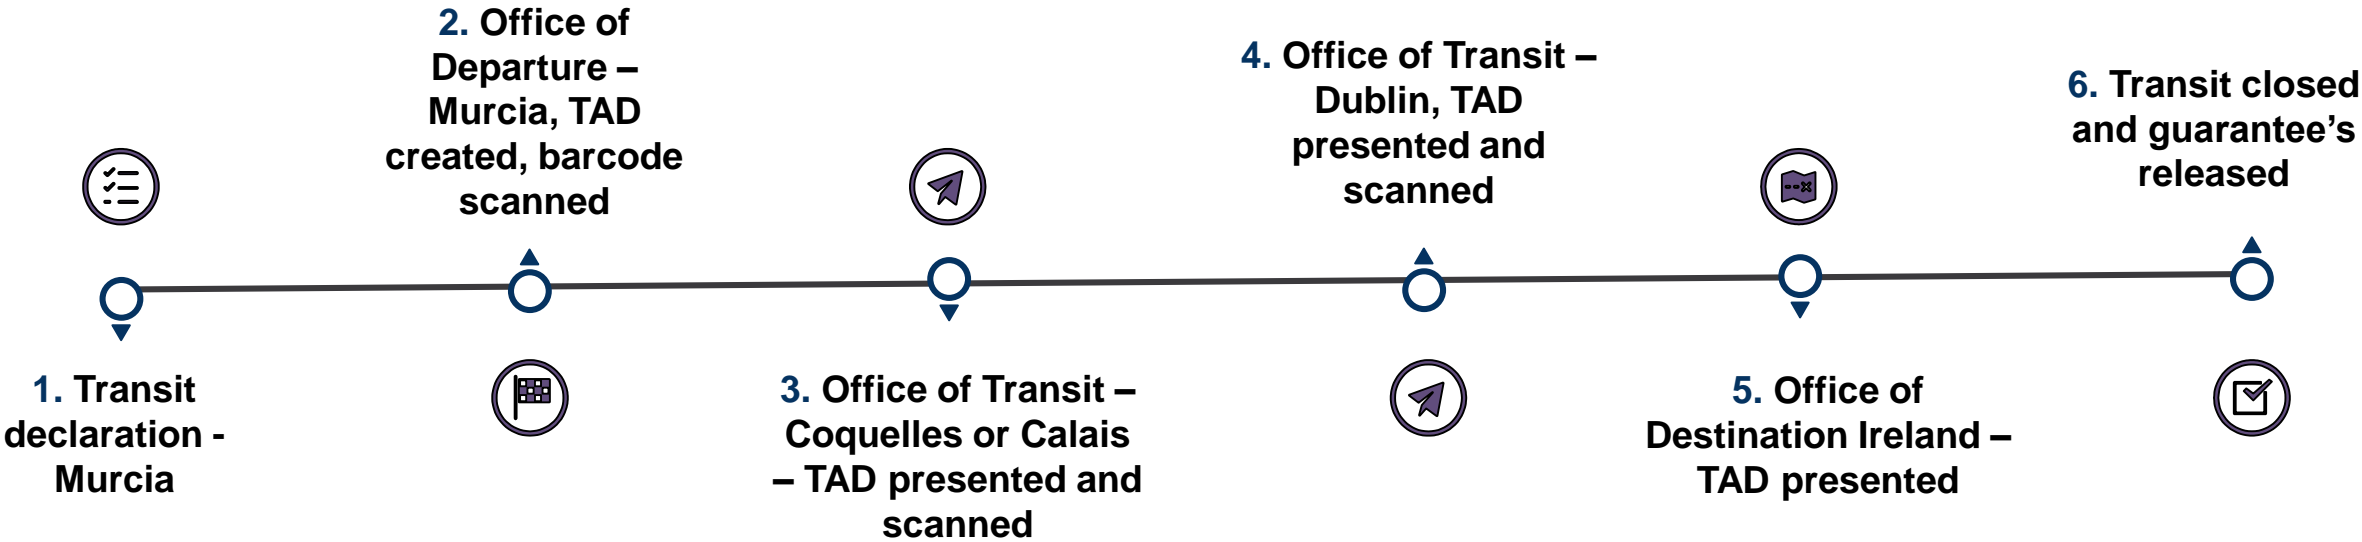 1. Transit
declaration -
Murcia
2. Office of
Departure –
Murcia, TAD
created, barcode
scanned
3. Office of Transit –
Coquelles or Calais
– TAD presented and
scanned
4. Office of Transit –
Dublin, TAD
presented and
scanned
5. Office of
Destination Ireland –
TAD presented
6. Transit closed
and guarantee’s
released